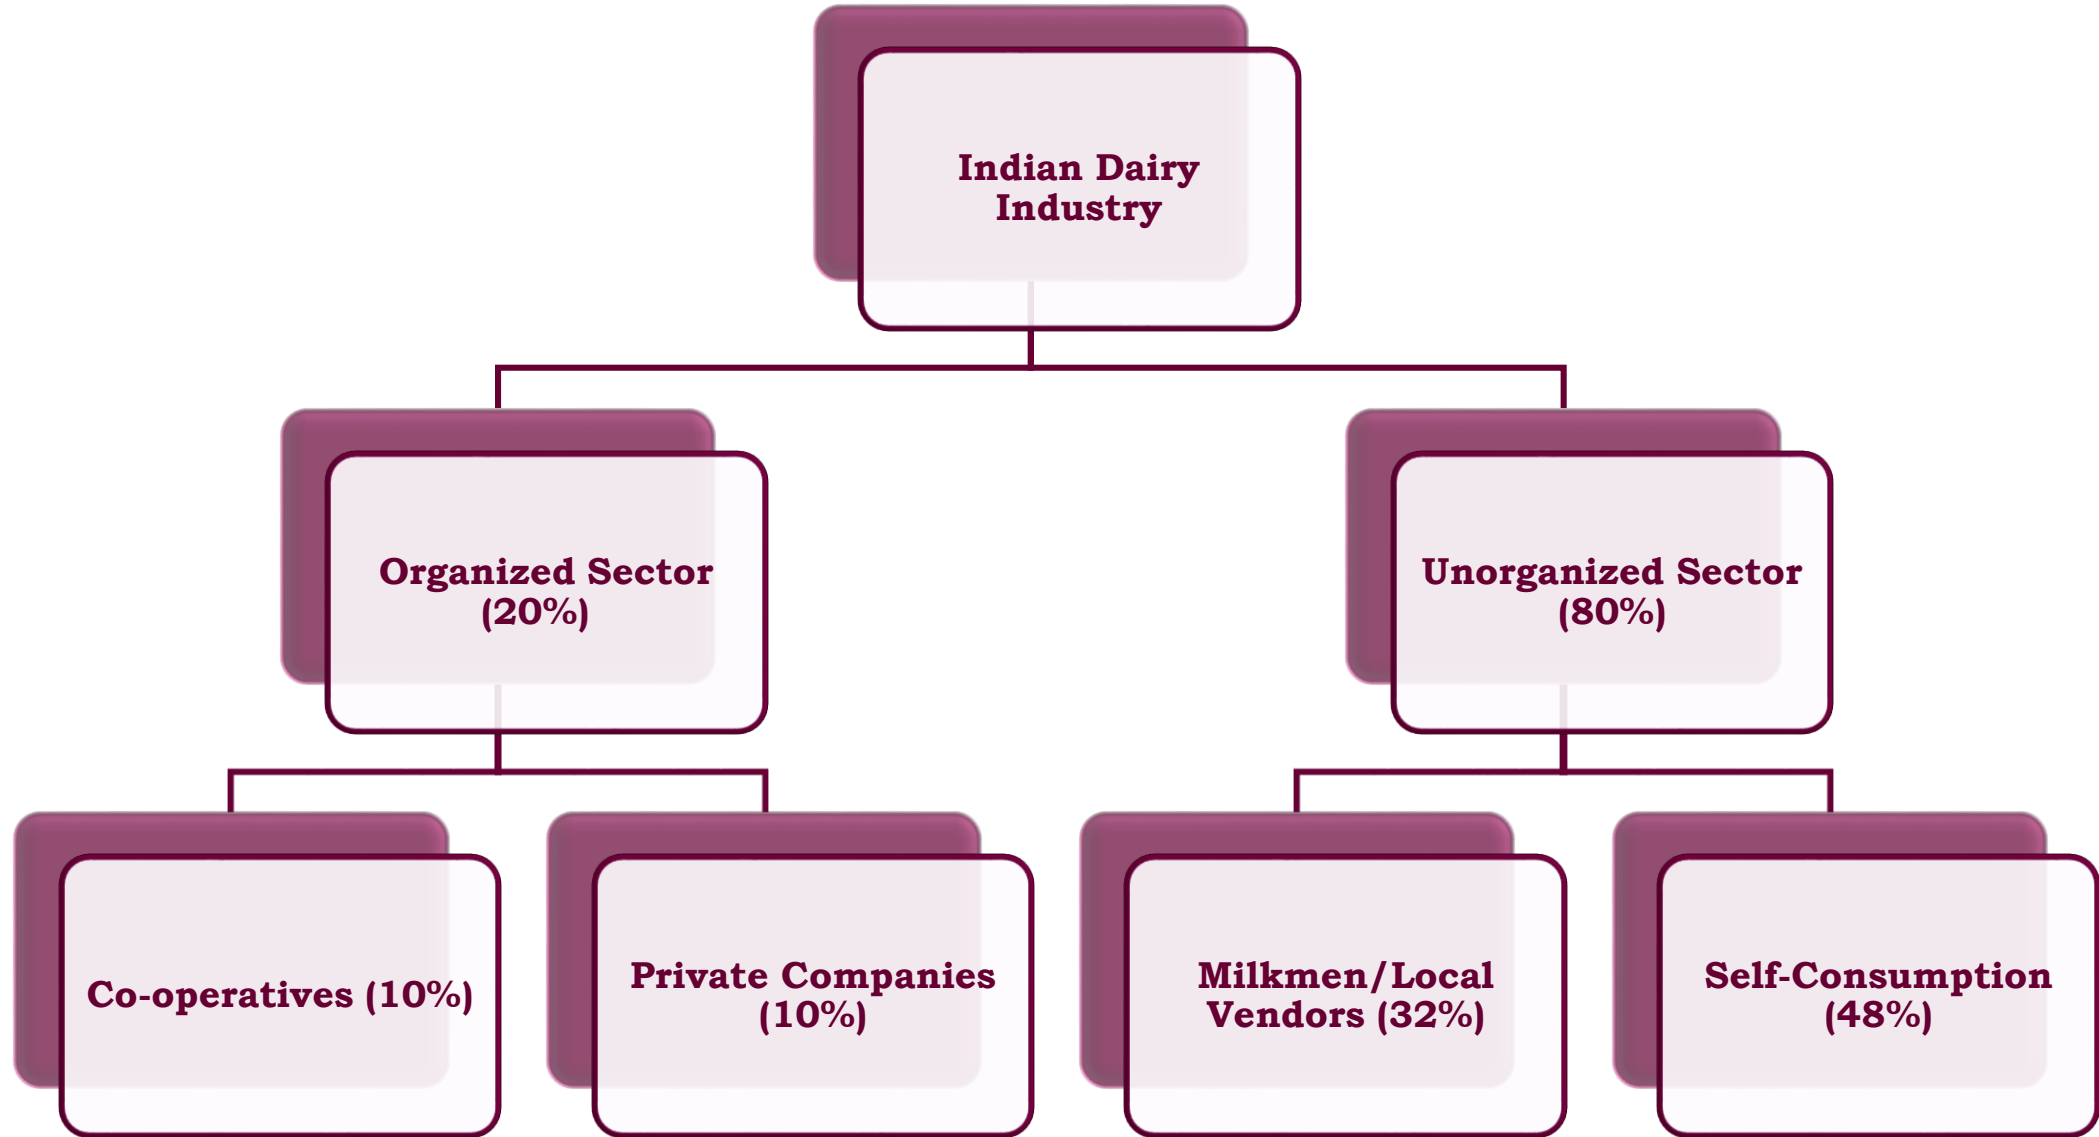 Indian Dairy
Industry
Organized Sector
(20%)
Unorganized Sector
(80%)
Co-operatives (10%)
Private Companies
(10%)
Milkmen/Local
Vendors (32%)
Self-Consumption
(48%)